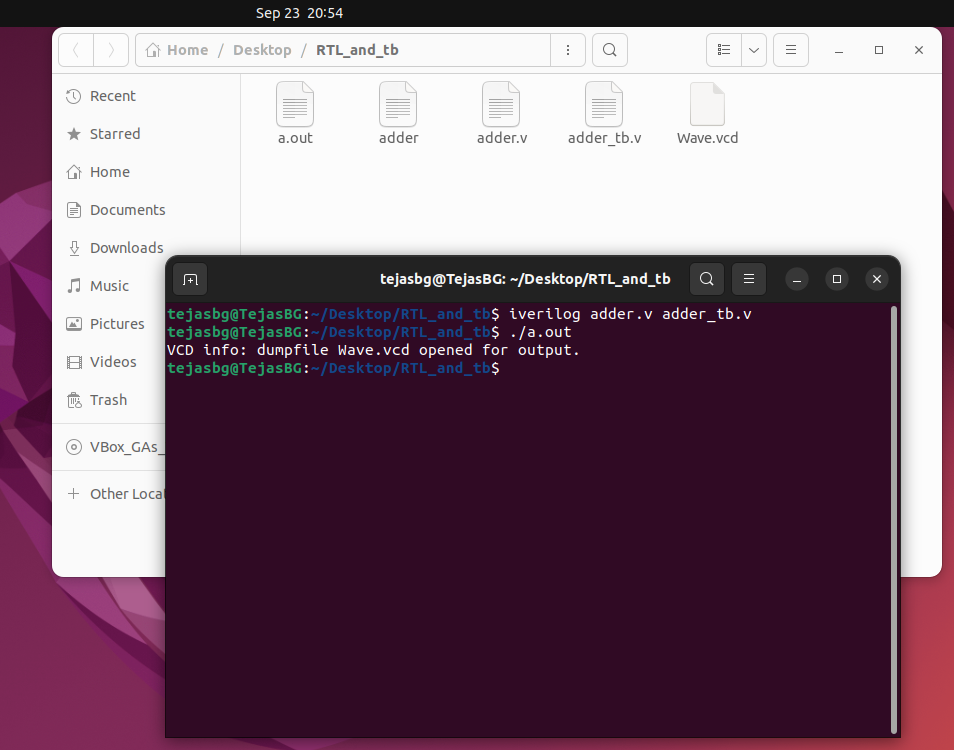 Sep 23 20:54
Home / Desktop / RTL_and_tb
Recent
Starred
Home
Documents
Downloads
Music
Pictures
Videos
Trash
VBox_GAs_
Other Locat
a.out
adder
adder.v
adder_tb.v
Wave.vcd
tejasbg@TejasBG: ~/Desktop/RTL_and_tb
tejasbg@TejasBG:~/Desktop/RTL_and_tb$ iverilog adder.v adder_tb.v
tejasbg@TejasBG:~/Desktop/RTL_and_tb$ ./a.out
VCD info: dumpfile Wave.vcd opened for output.
tejasbg@TejasBG:~/Desktop/RTL_and_tb$